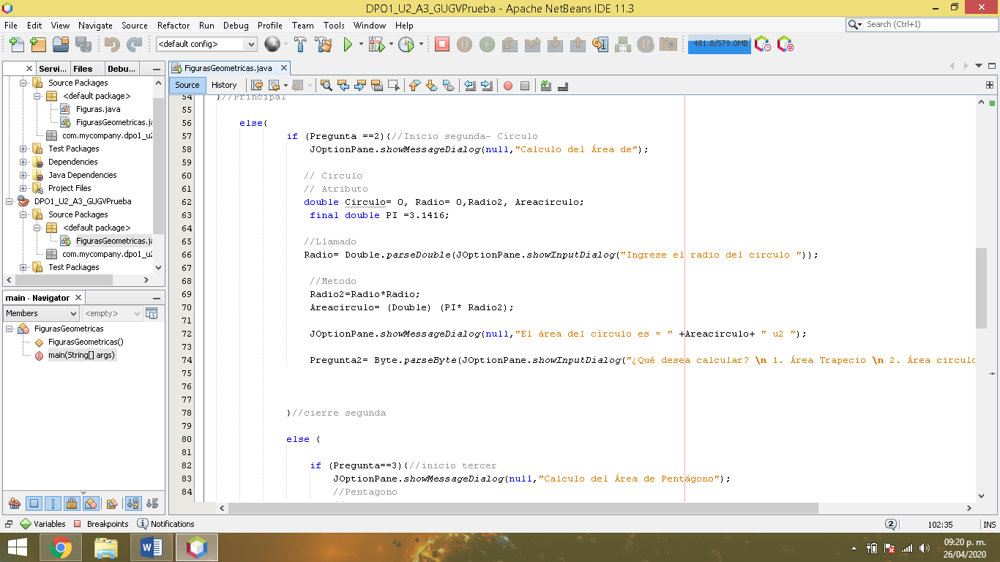 DPO1_U2_A3_GUGVPrueba - Apache NetBeans IDE 11.3
File Edit View Navigate Source Refactor Run Debug Profile Team Tools Window Help
Search (Ctrl+I)
<default config>
481.8/579.0MB
Servi... Files Debu...
Source Packages
<default package>
Figuras.java
FigurasGeometricas.ja
com.mycompany.dpo1_u2
Test Packages
Dependencies
Java Dependencies
Project Files
DPO1_U2_A3_GUGVPrueba
Source Packages
<default package>
FigurasGeometricas.ja
com.mycompany.dpo1_u2
Test Packages
main - Navigator
Members
<empty>
FigurasGeometricas
FigurasGeometricas()
main(String[] args)
FigurasGeometricas.java
Source History
54 }//Principal
55
56 else{
57 if (Pregunta ==2){//Inicio segunda- Círculo
58 JOptionPane.showMessageDialog(null,"Calculo del Área de");
59
60 // Circulo
61 // Atributo
62 double Circulo= 0, Radio= 0,Radio2, Areacirculo;
63 final double PI =3.1416;
64
65 //Llamado
66 Radio= Double.parseDouble(JOptionPane.showInputDialog("Ingrese el radio del circulo "));
67
68 //Metodo
69 Radio2=Radio*Radio;
70 Areacirculo= (Double) (PI* Radio2);
71
72 JOptionPane.showMessageDialog(null,"El área del círculo es = " +Areacirculo+ " u2 ");
73
74 Pregunta2= Byte.parseByte(JOptionPane.showInputDialog("¿Qué desea calcular? \n 1. Área Trapecio \n 2. Área circulo
75
76
77
78 }//cierre segunda
79
80 else {
81
82 if (Pregunta==3){//inicio tercer
83 JOptionPane.showMessageDialog(null,"Calculo del Área de Pentágono");
84 //Pentagono
Variables Breakpoints Notifications
2
102:35
INS
09:20 p. m.
26/04/2020